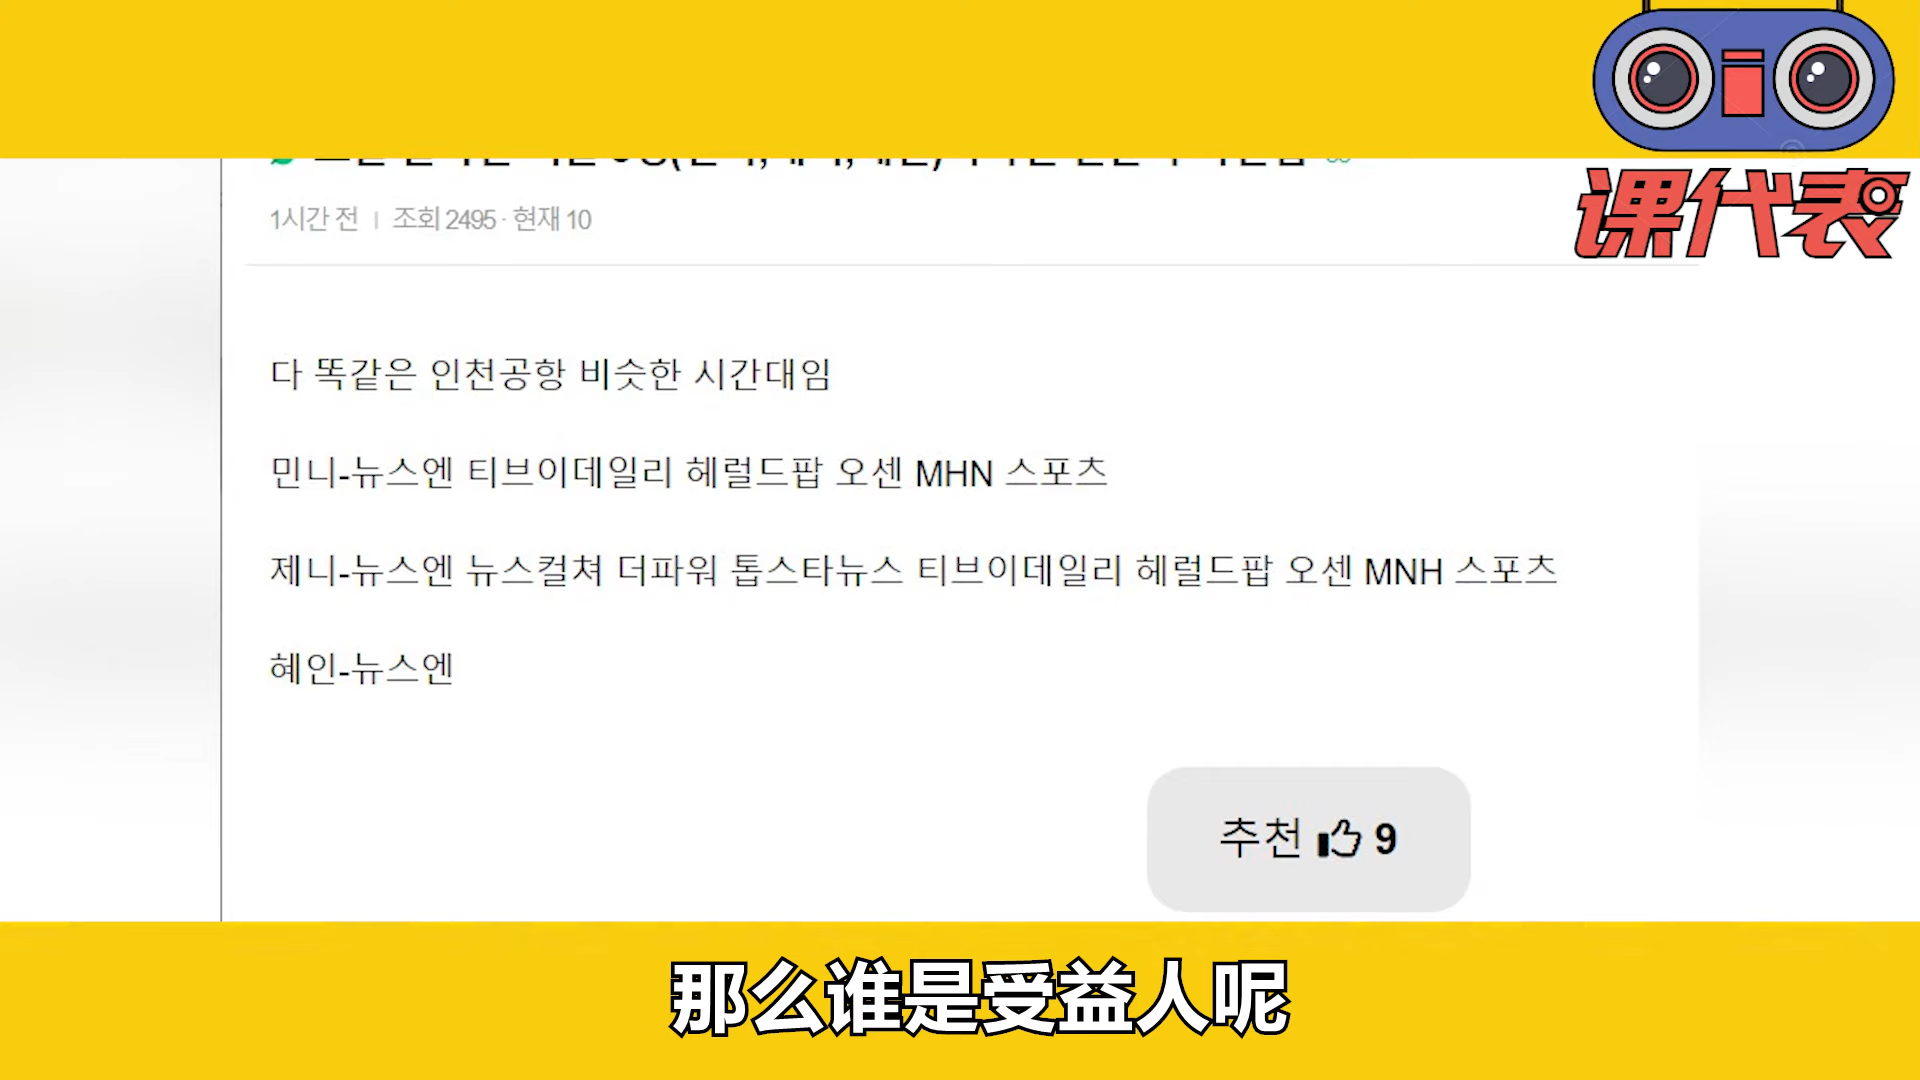 课代表
1시간 전 | 조회 2495 · 현재 10
다 똑같은 인천공항 비슷한 시간대임
민니-뉴스엔 티브이데일리 헤럴드팝 오센 MHN 스포츠
제니-뉴스엔 뉴스컬쳐 더파워 톱스타뉴스 티브이데일리 헤럴드팝 오센 MNH 스포츠
혜인-뉴스엔
추천 9
那么谁是受益人呢